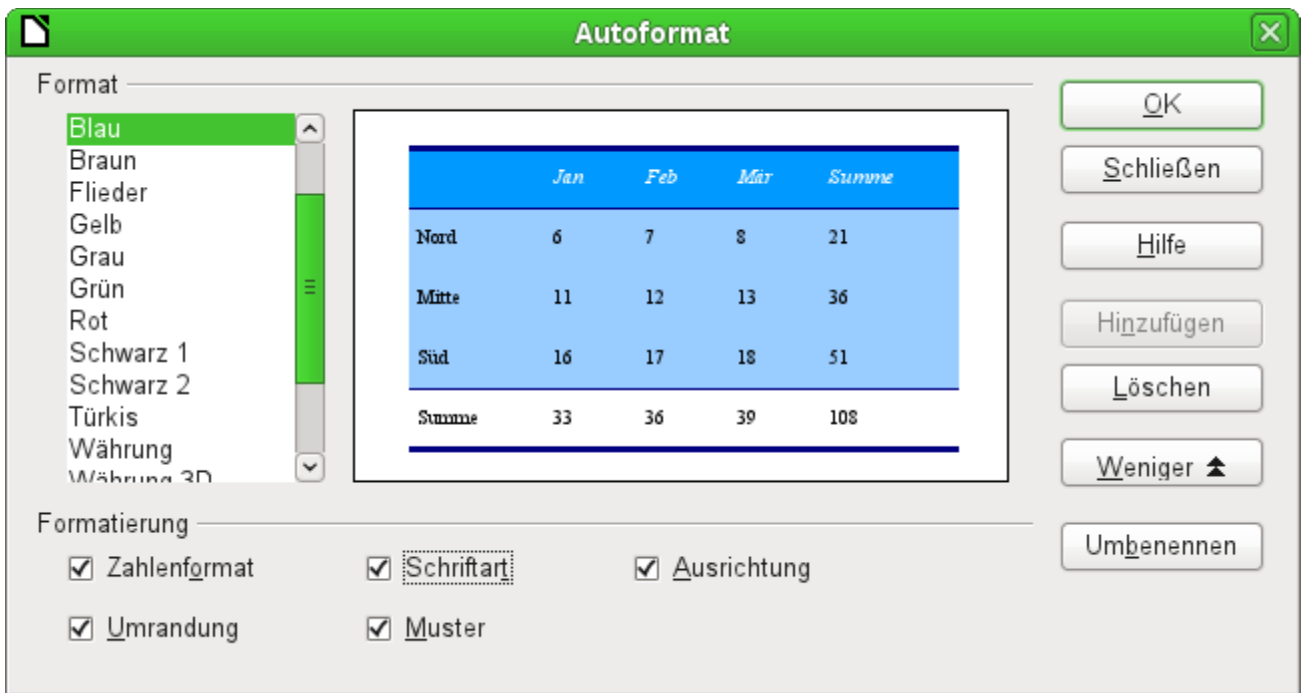 Autoformat
Format
Blau
Braun
Flieder
Gelb
Grau
Grün
Rot
Schwarz 1
Schwarz 2
Türkis
Währung
Währung 3D
Jan Feb Mär Summe
Nord 6 7 8 21
Mitte 11 12 13 36
Süd 16 17 18 51
Summe 33 36 39 108
OK
Schließen
Hilfe
Hinzufügen
Löschen
Weniger
Umbenennen
Formatierung
Zahlenformat Schriftart Ausrichtung
Umrandung Muster